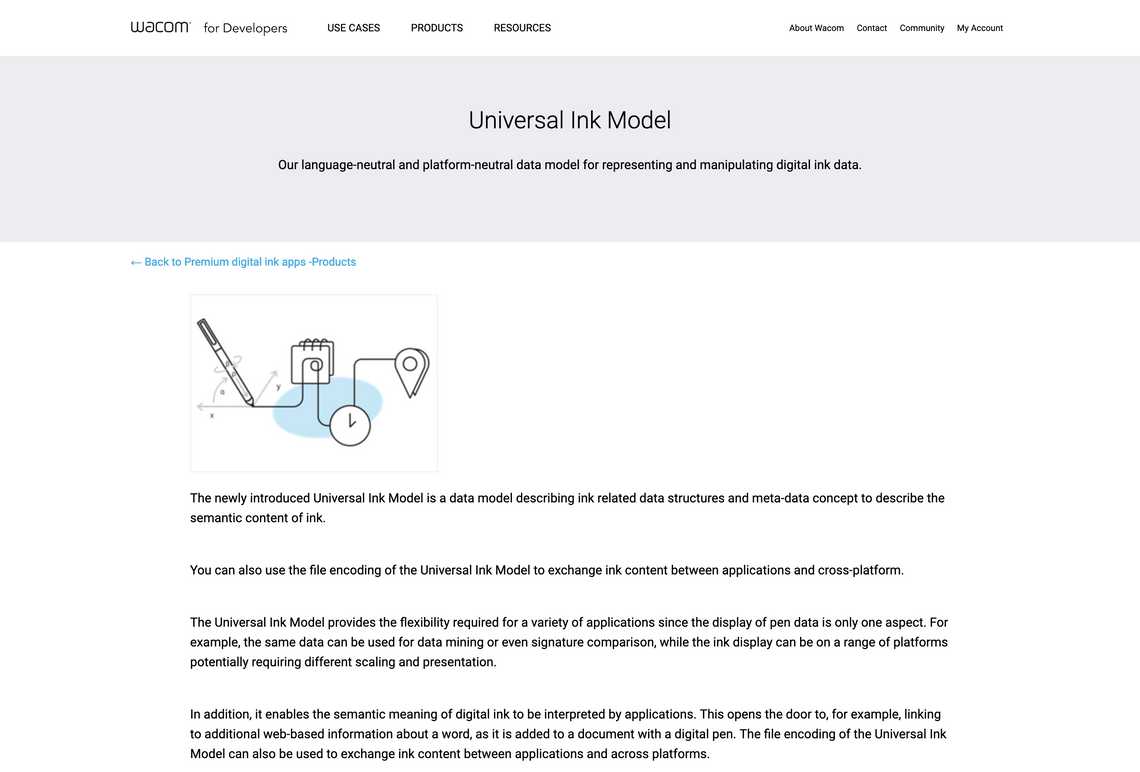 wacom for Developers USE CASES PRODUCTS RESOURCES About Wacom Contact Community My Account
Universal Ink Model
Our language-neutral and platform-neutral data model for representing and manipulating digital ink data.
← Back to Premium digital ink apps -Products
y
α
x
The newly introduced Universal Ink Model is a data model describing ink related data structures and meta-data concept to describe the
semantic content of ink.
You can also use the file encoding of the Universal Ink Model to exchange ink content between applications and cross-platform.
The Universal Ink Model provides the flexibility required for a variety of applications since the display of pen data is only one aspect. For
example, the same data can be used for data mining or even signature comparison, while the ink display can be on a range of platforms
potentially requiring different scaling and presentation.
In addition, it enables the semantic meaning of digital ink to be interpreted by applications. This opens the door to, for example, linking
to additional web-based information about a word, as it is added to a document with a digital pen. The file encoding of the Universal Ink
Model can also be used to exchange ink content between applications and across platforms.